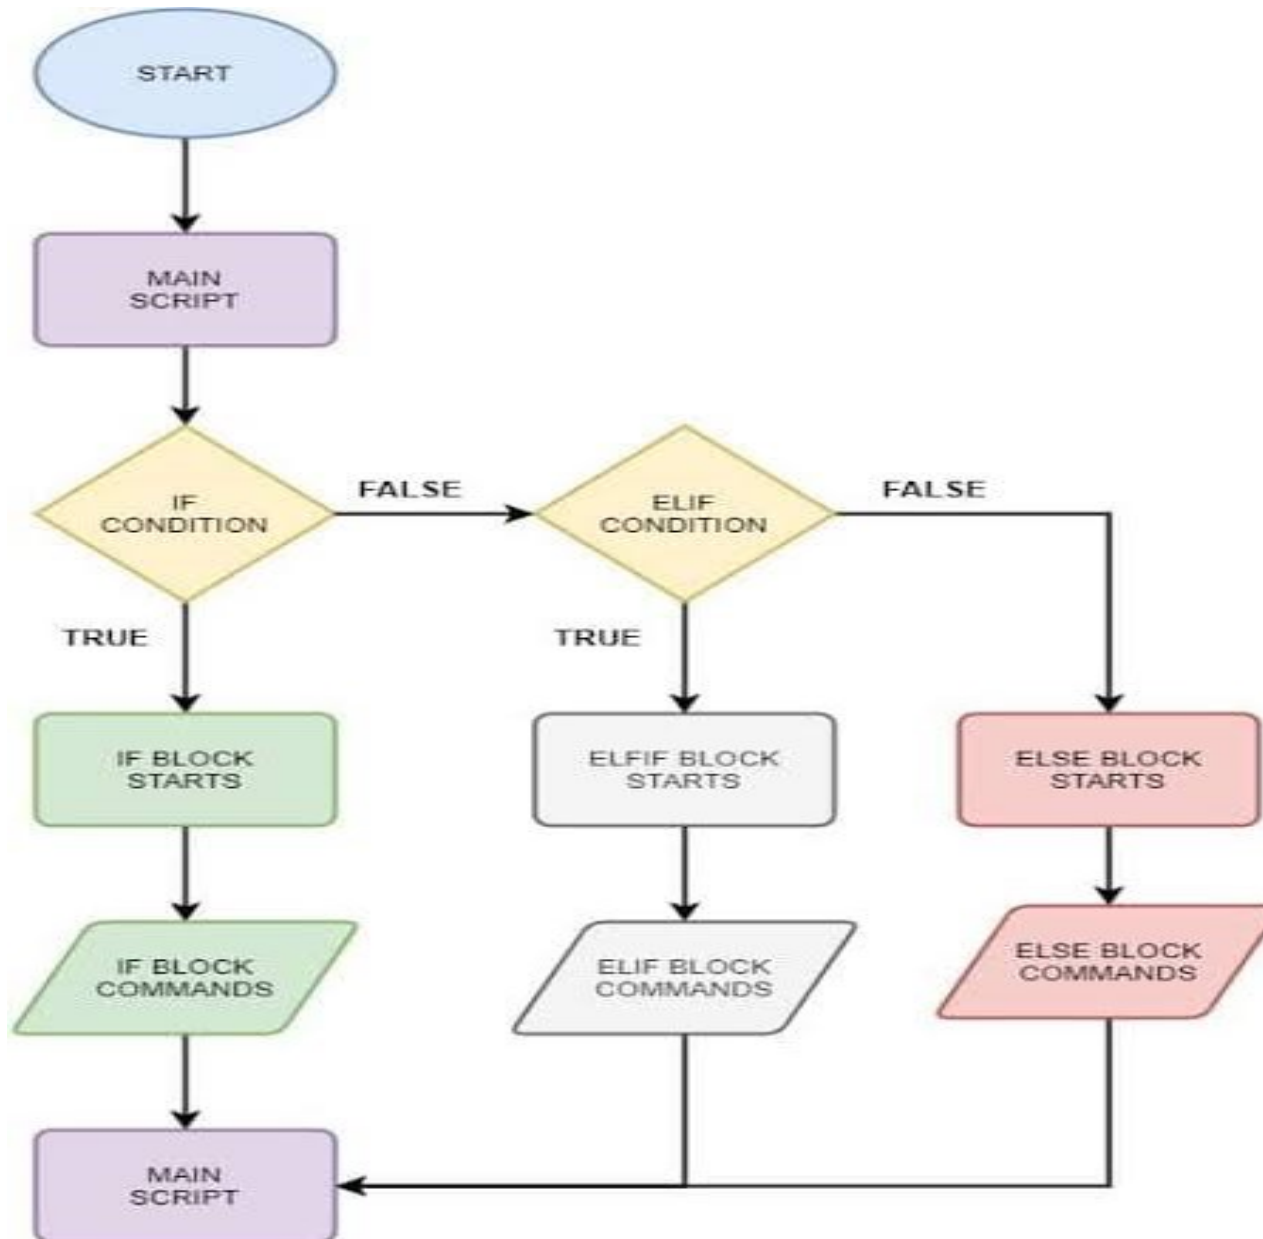 START
MAIN
SCRIPT
IF
CONDITION
FALSE
ELIF
CONDITION
FALSE
TRUE
TRUE
IF BLOCK
STARTS
ELFIF BLOCK
STARTS
ELSE BLOCK
STARTS
IF BLOCK
COMMANDS
ELIF BLOCK
COMMANDS
ELSE BLOCK
COMMANDS
MAIN
SCRIPT